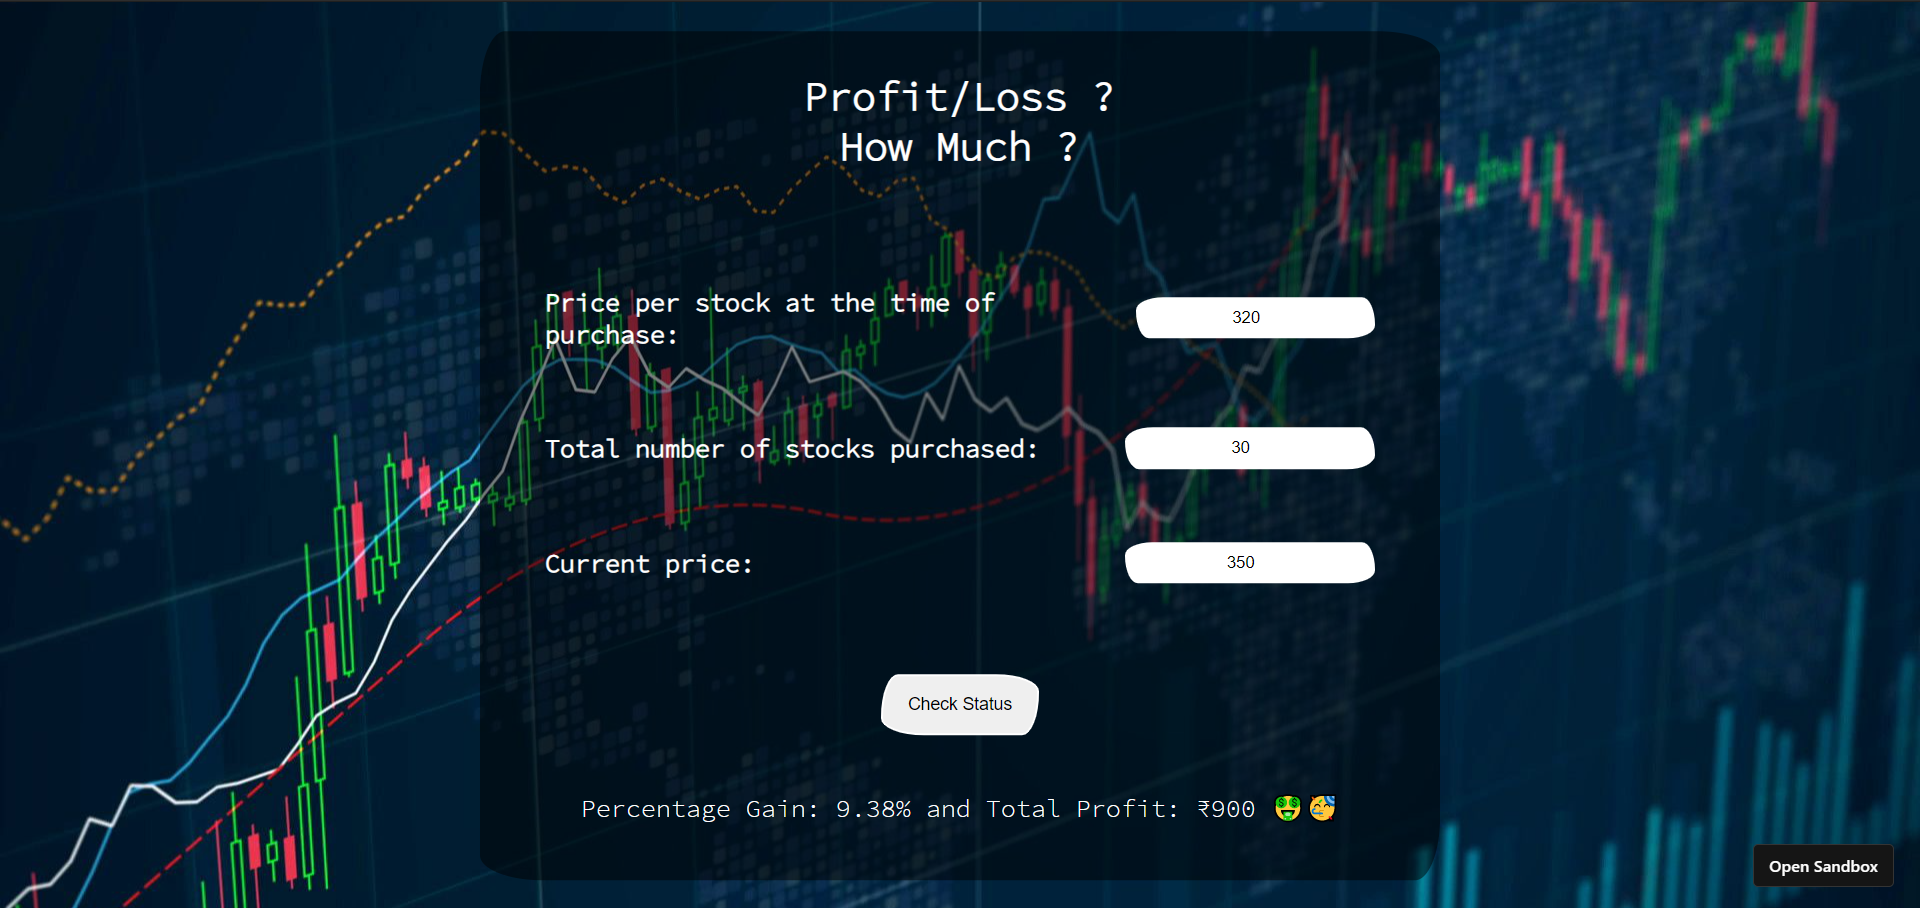 Profit/Loss ?
How Much ?
Price per stock at the time of
purchase:
320
Total number of stocks purchased:
30
Current price:
350
Check Status
Percentage Gain: 9.38% and Total Profit: ₹900 🤑🥳
Open Sandbox